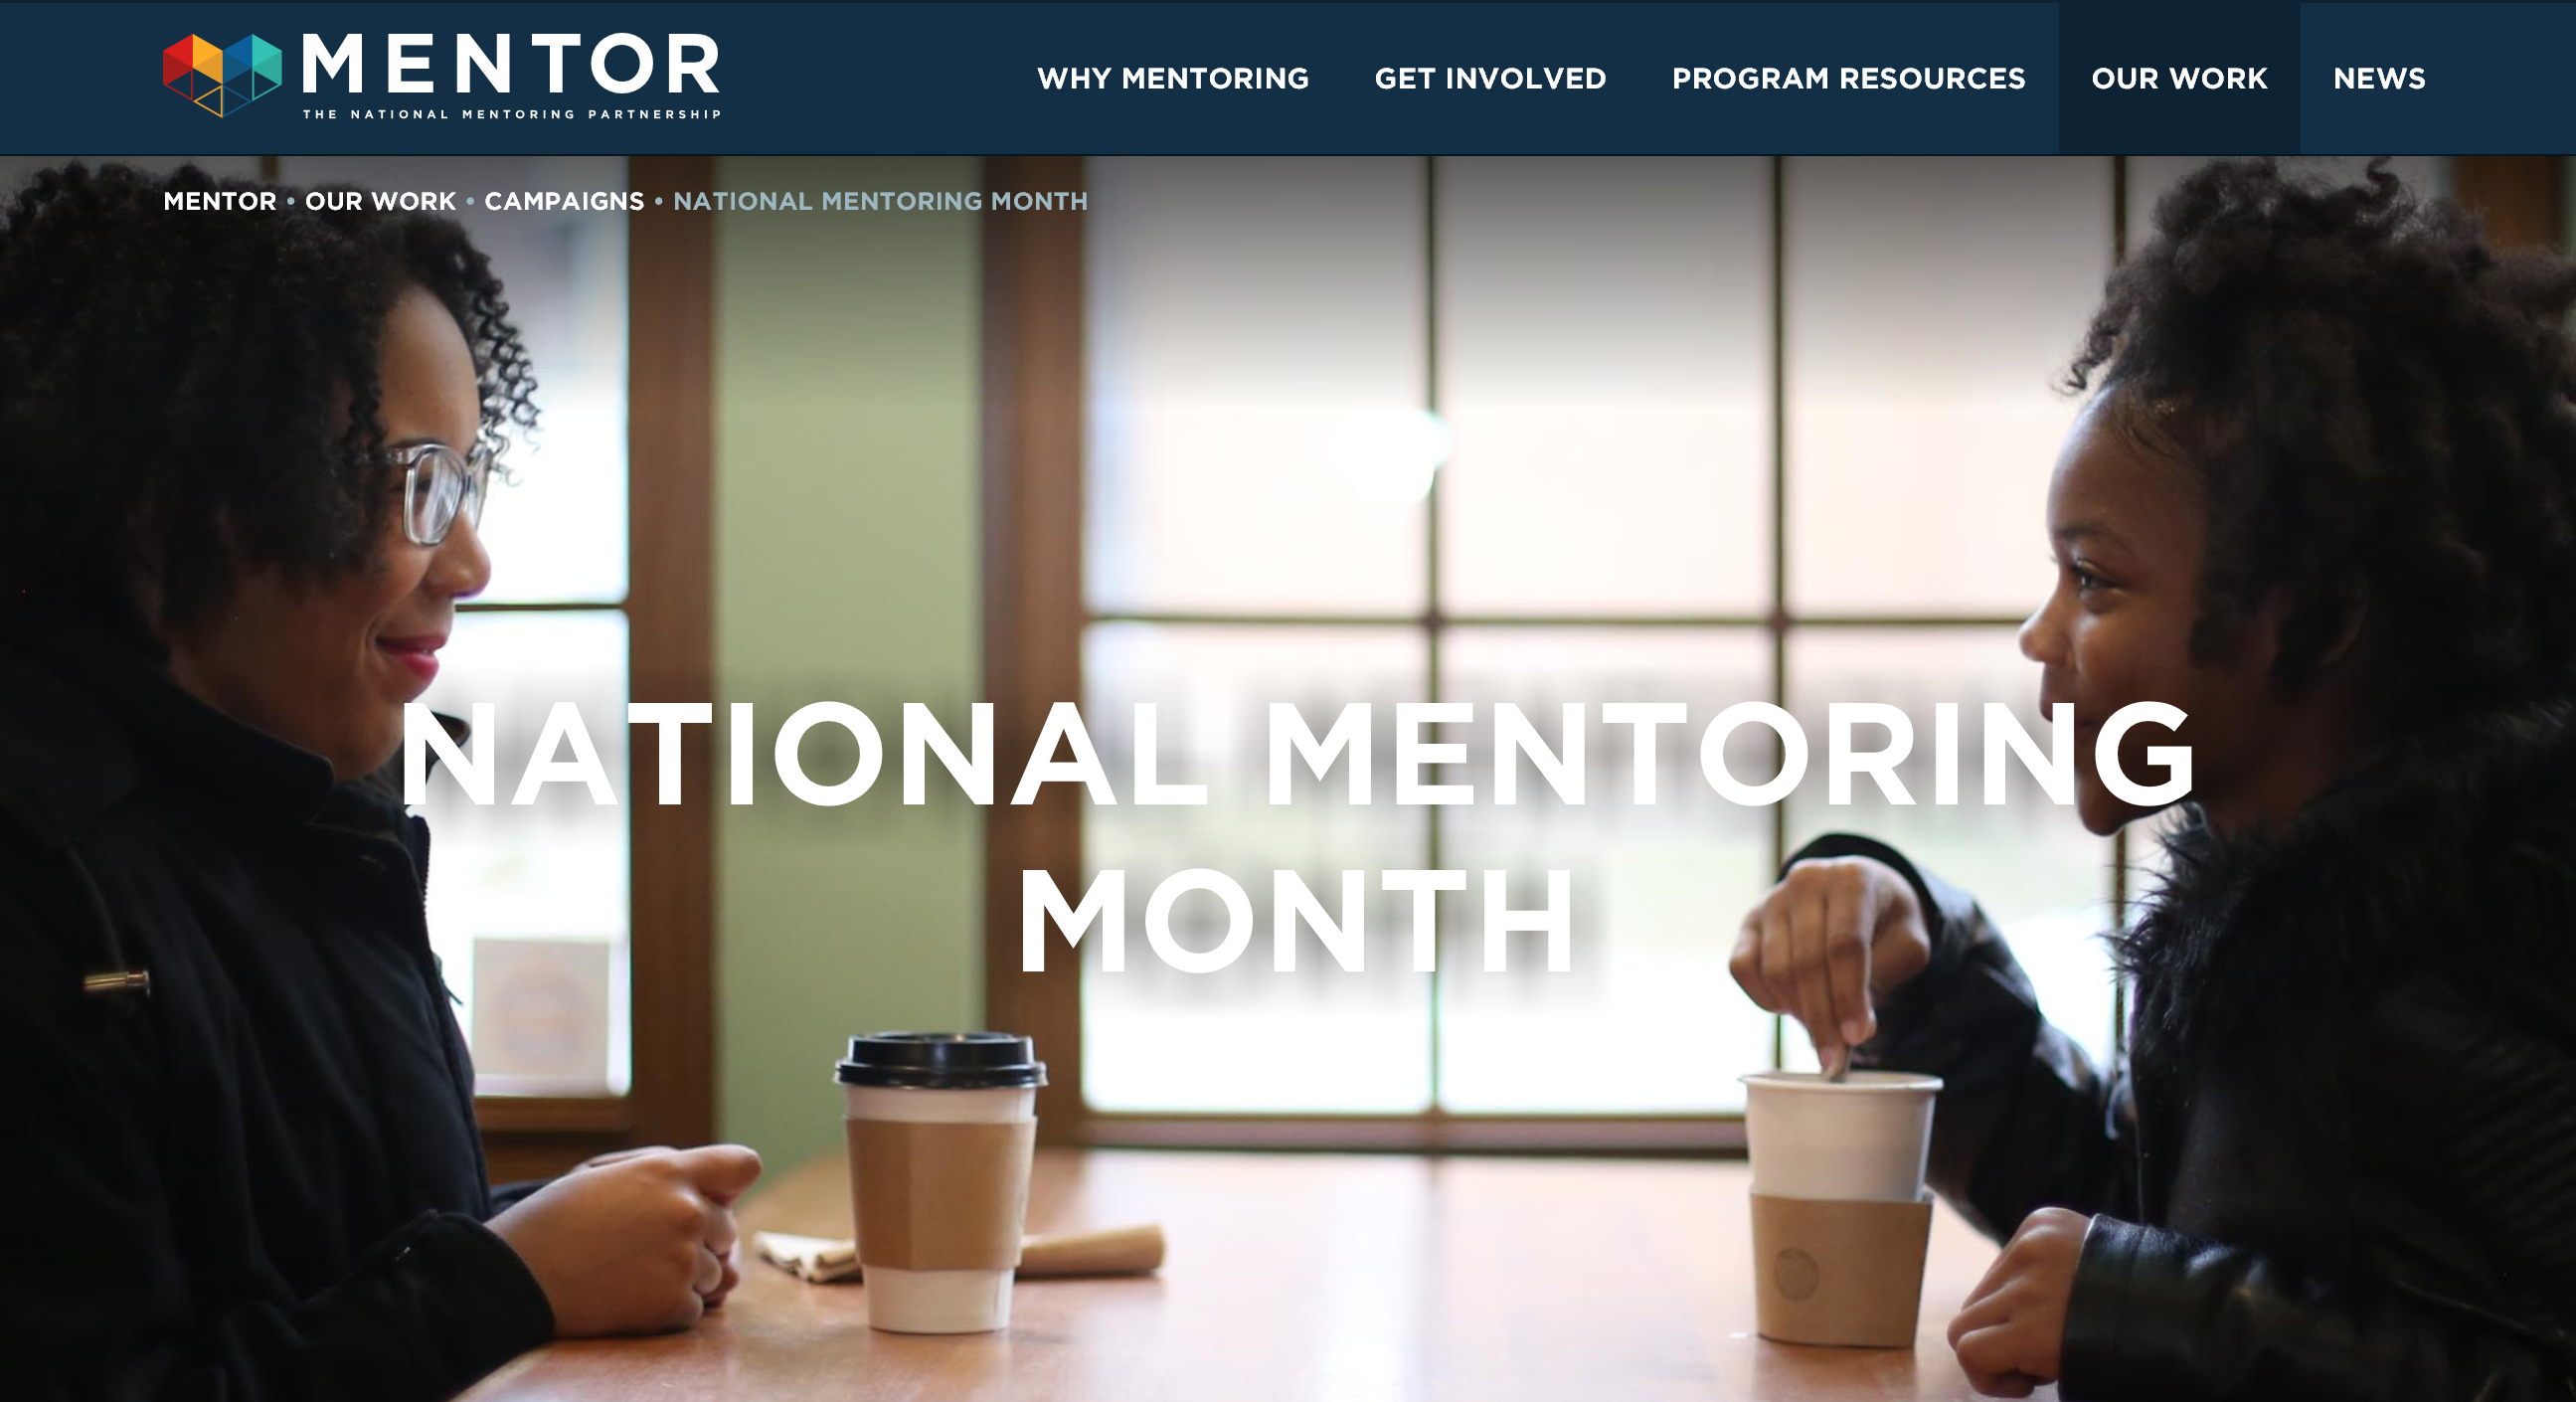 MENTOR
THE NATIONAL MENTORING PARTNERSHIP
WHY MENTORING GET INVOLVED PROGRAM RESOURCES OUR WORK NEWS
MENTOR • OUR WORK • CAMPAIGNS • NATIONAL MENTORING MONTH
NATIONAL MENTORING
MONTH